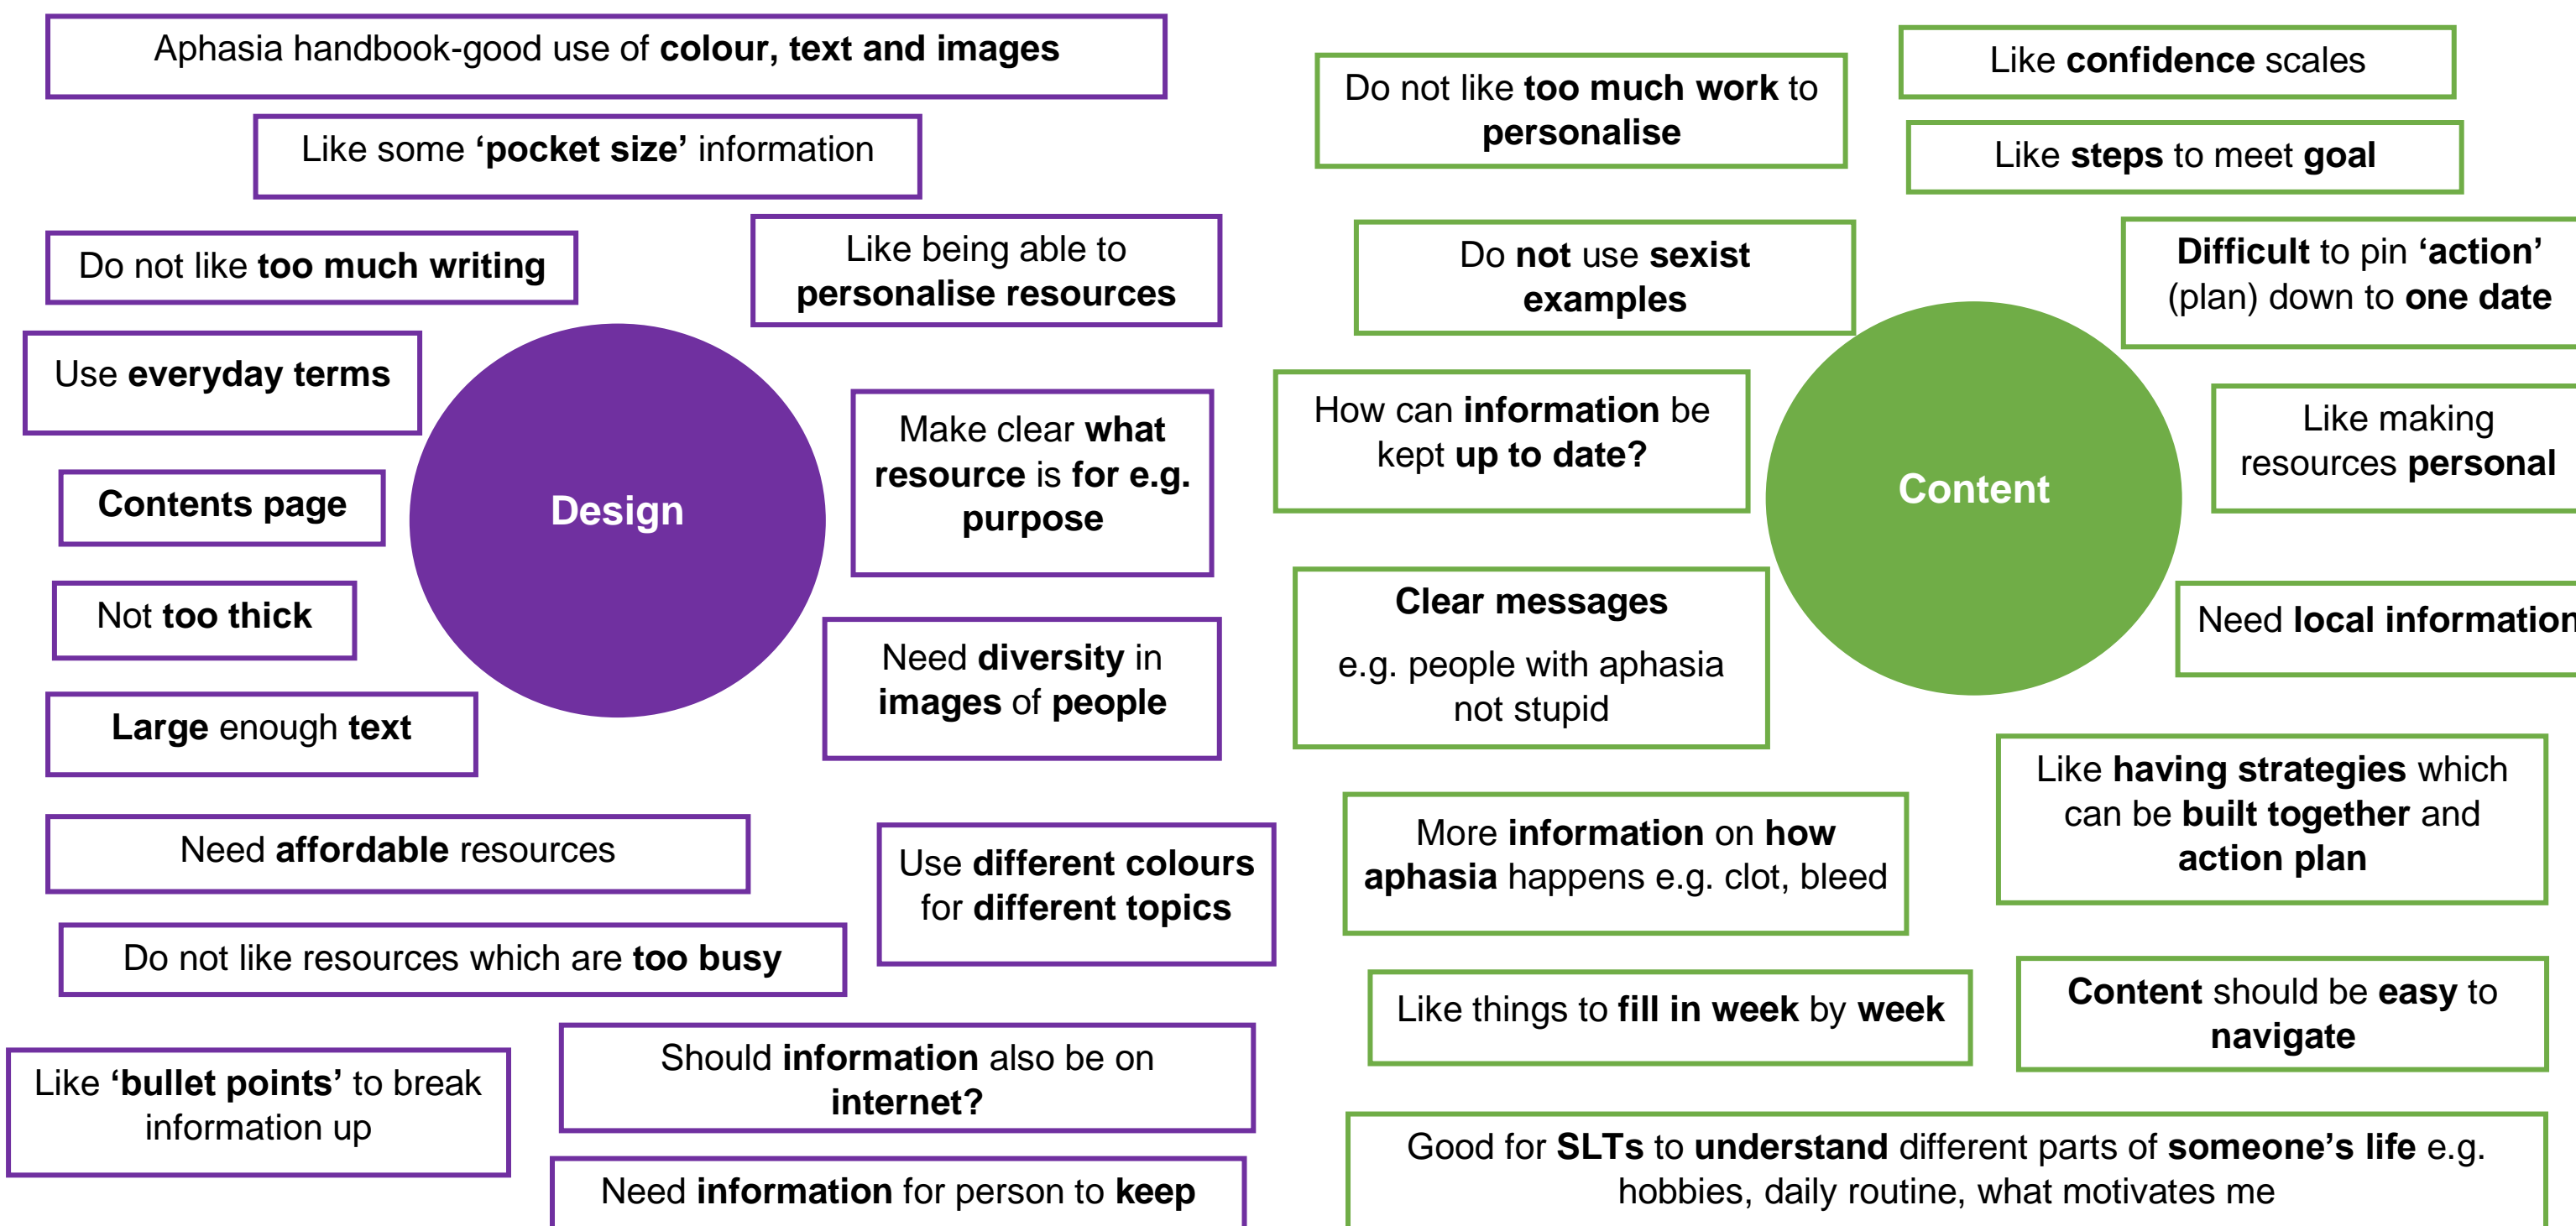 Aphasia handbook-good use of colour, text and images
Like some ‘pocket size’ information
Do not like too much writing
Like being able to
personalise resources
Use everyday terms
Contents page
Design
Make clear what
resource is for e.g.
purpose
Not too thick
Need diversity in
images of people
Large enough text
Need affordable resources
Use different colours
for different topics
Do not like resources which are too busy
Like ‘bullet points’ to break
information up
Should information also be on
internet?
Need information for person to keep
Do not like too much work to
personalise
Like confidence scales
Like steps to meet goal
Do not use sexist
examples
Difficult to pin ‘action’
(plan) down to one date
How can information be
kept up to date?
Content
Like making
resources personal
Clear messages
e.g. people with aphasia
not stupid
Need local information
Like having strategies which
can be built together and
action plan
More information on how
aphasia happens e.g. clot, bleed
Like things to fill in week by week
Content should be easy to
navigate
Good for SLTs to understand different parts of someone’s life e.g.
hobbies, daily routine, what motivates me